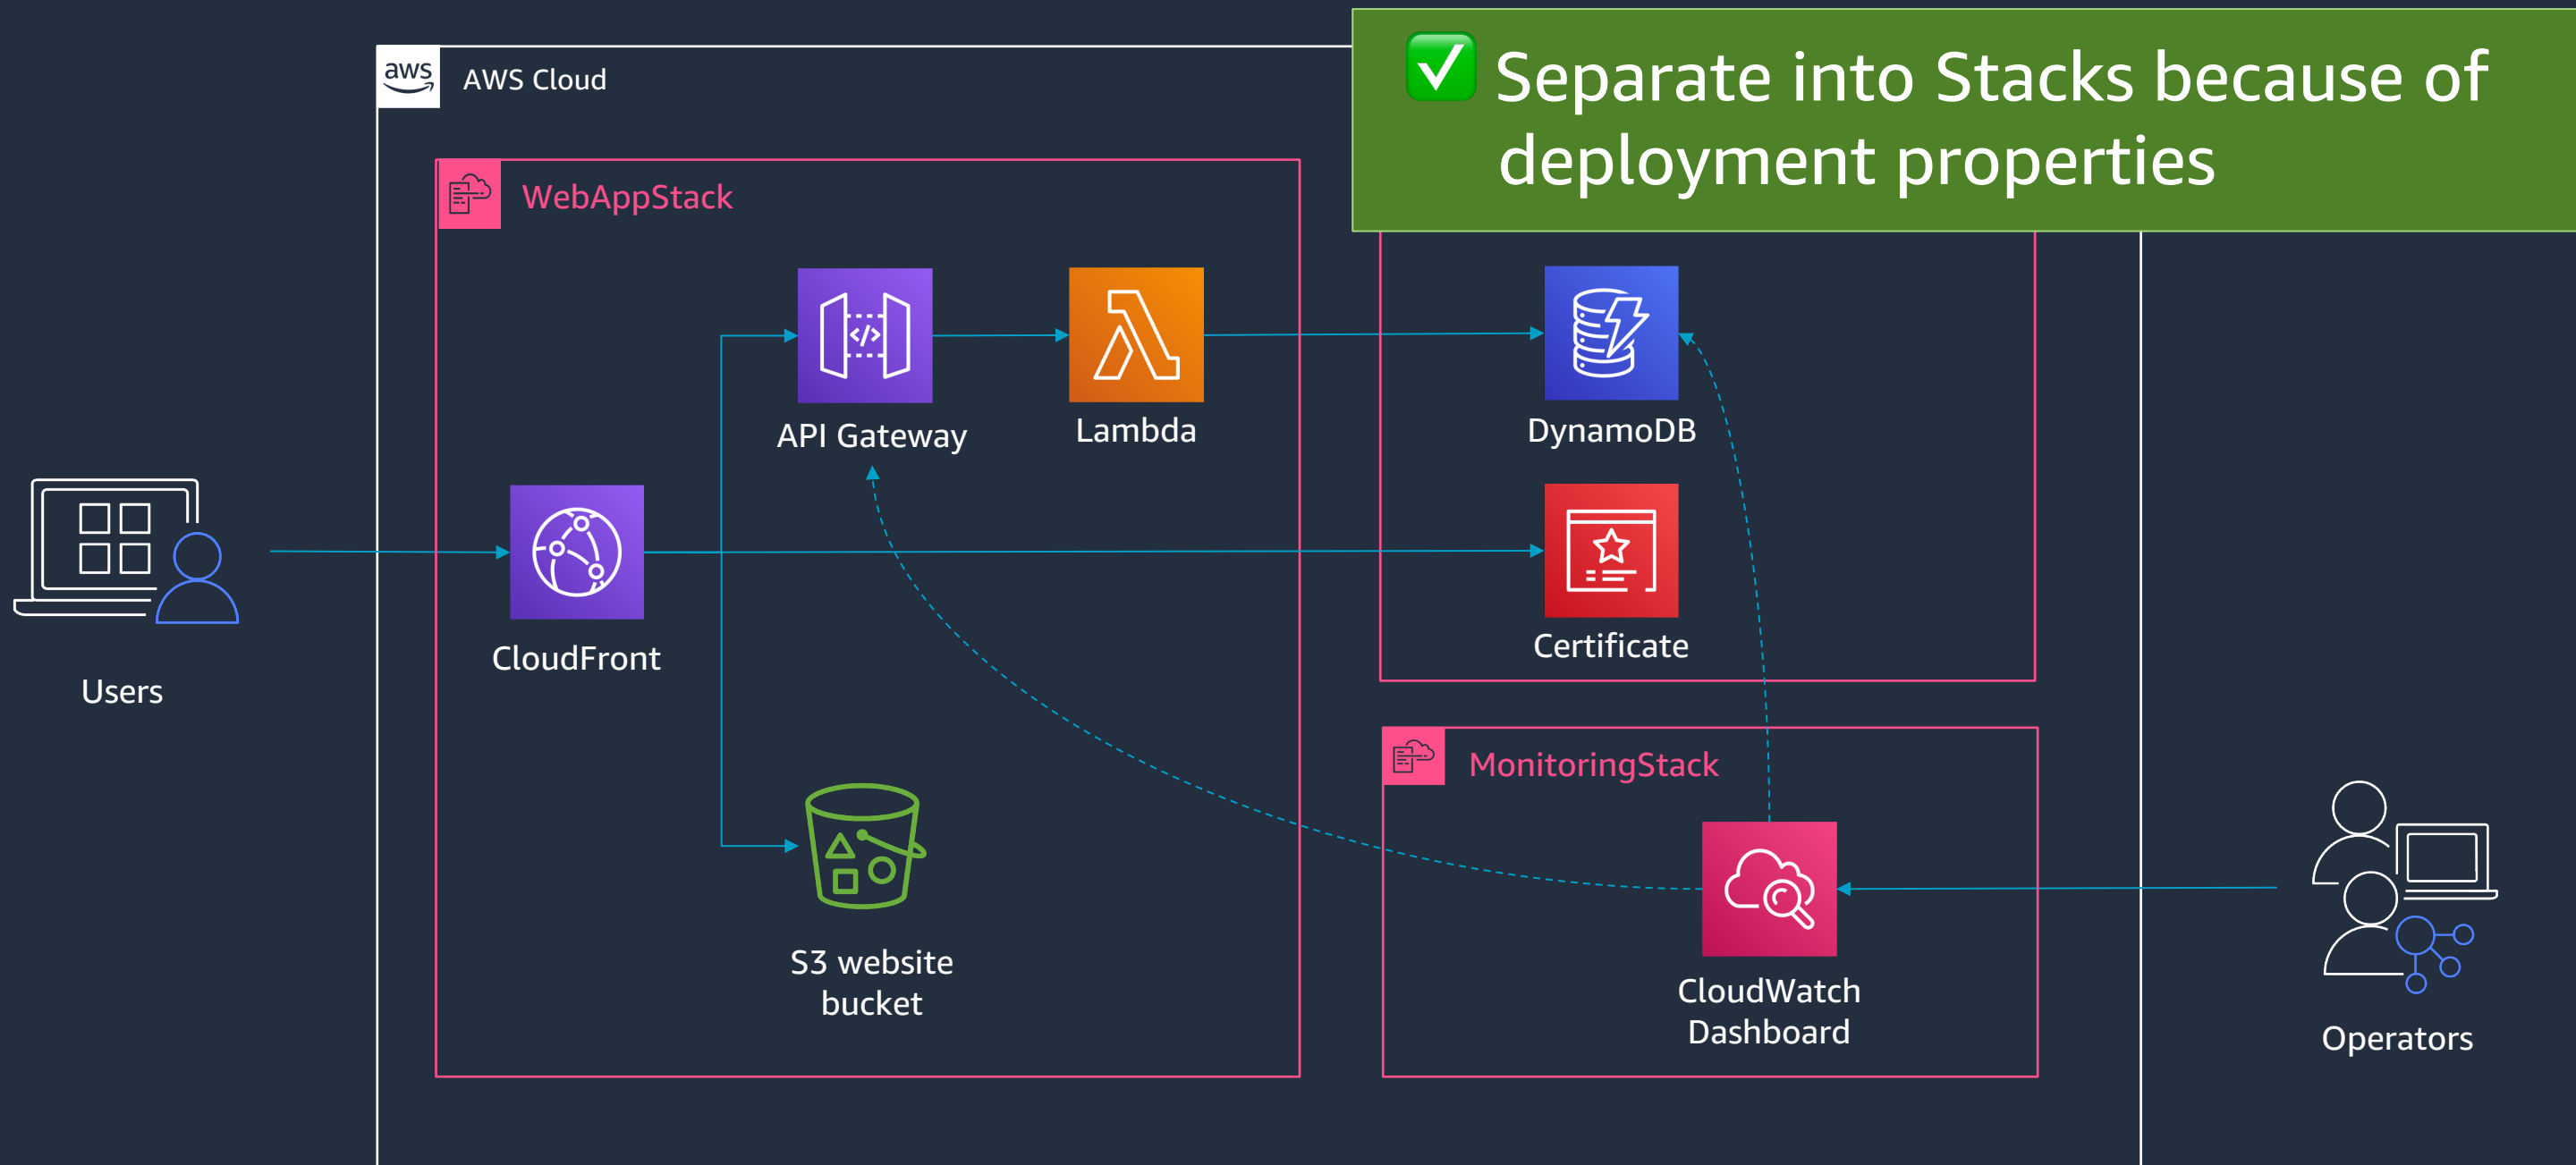 ✅ Separate into Stacks because of
deployment properties
aws
AWS Cloud
WebAppStack
</>
API Gateway
Lambda
DynamoDB
CloudFront
Certificate
Users
MonitoringStack
S3 website
bucket
CloudWatch
Dashboard
Operators